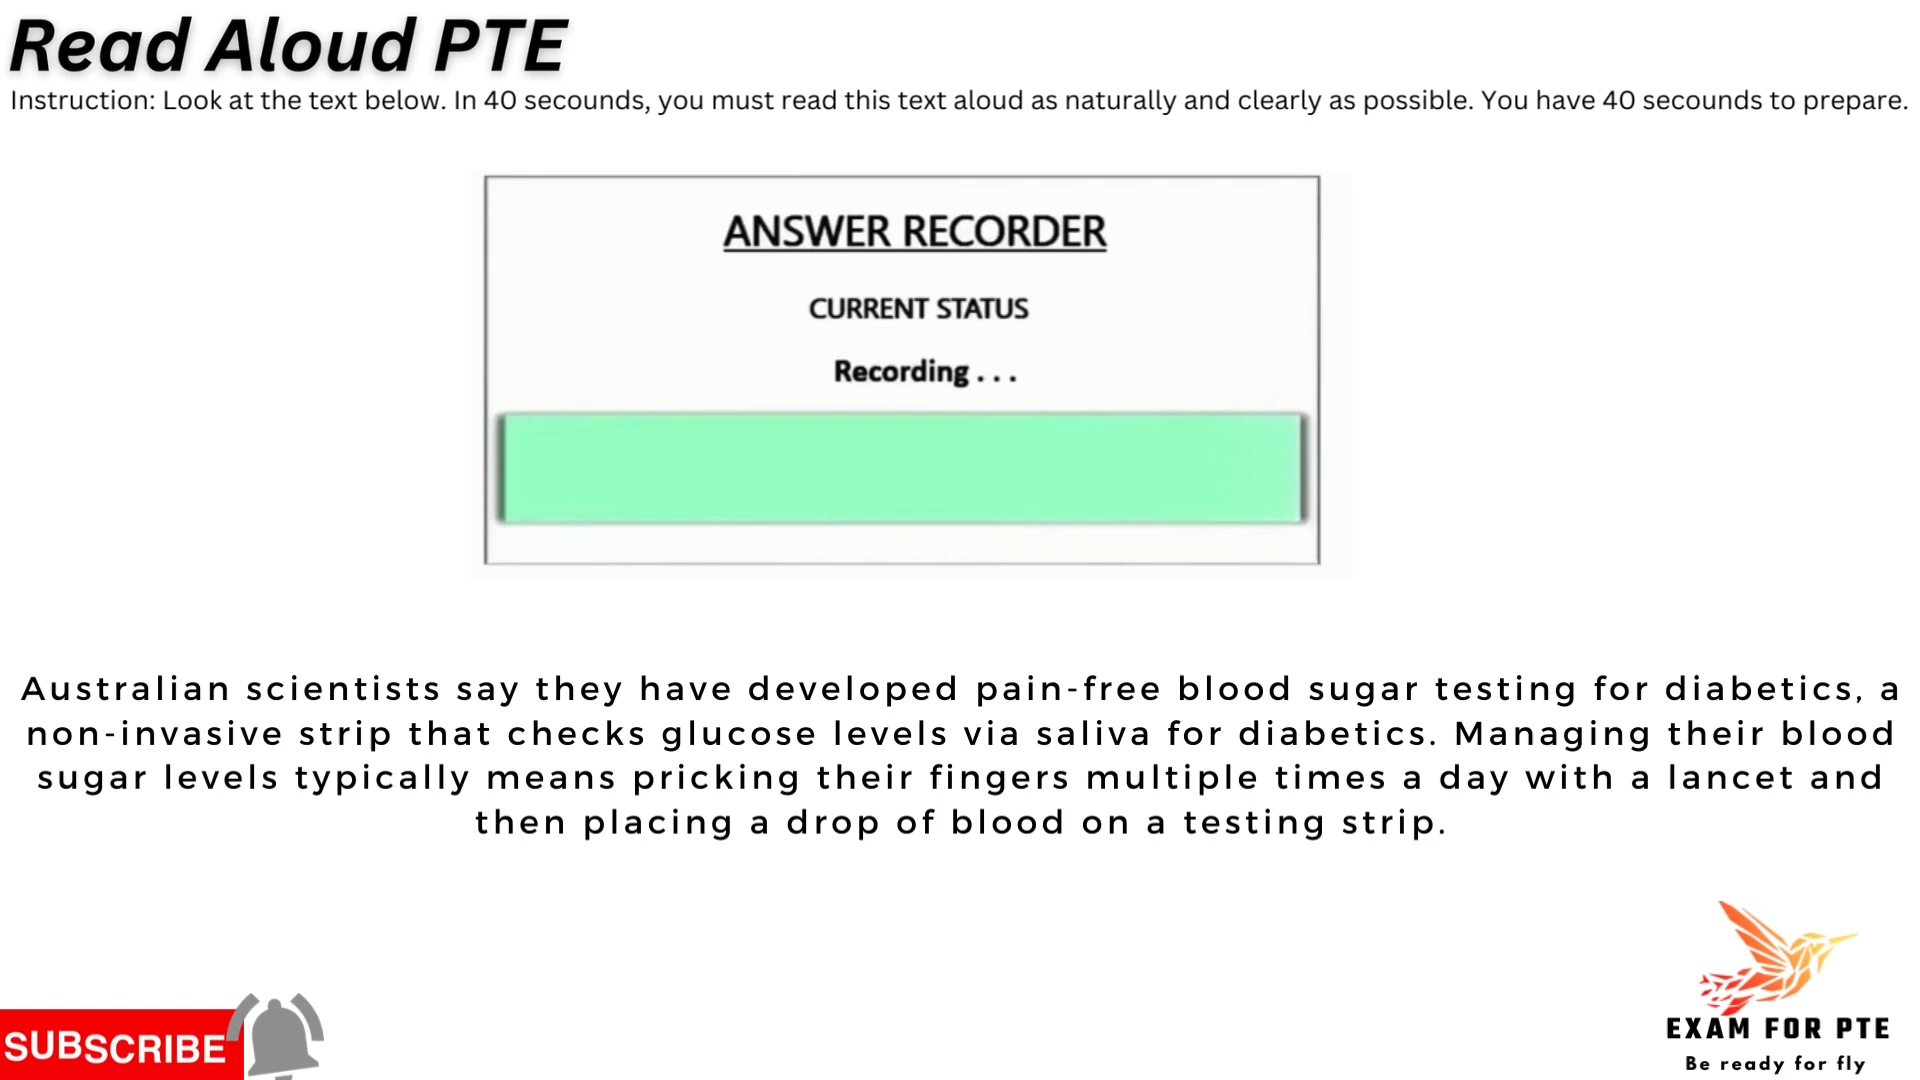 Read Aloud PTE
Instruction: Look at the text below. In 40 secounds, you must read this text aloud as naturally and clearly as possible. You have 40 secounds to prepare.
ANSWER RECORDER
CURRENT STATUS
Recording . . .
Australian scientists say they have developed pain-free blood sugar testing for diabetics, a
non-invasive strip that checks glucose levels via saliva for diabetics. Managing their blood
sugar levels typically means pricking their fingers multiple times a day with a lancet and
then placing a drop of blood on a testing strip.
SUBSCRIBE
EXAM FOR PTE
Be ready for fly